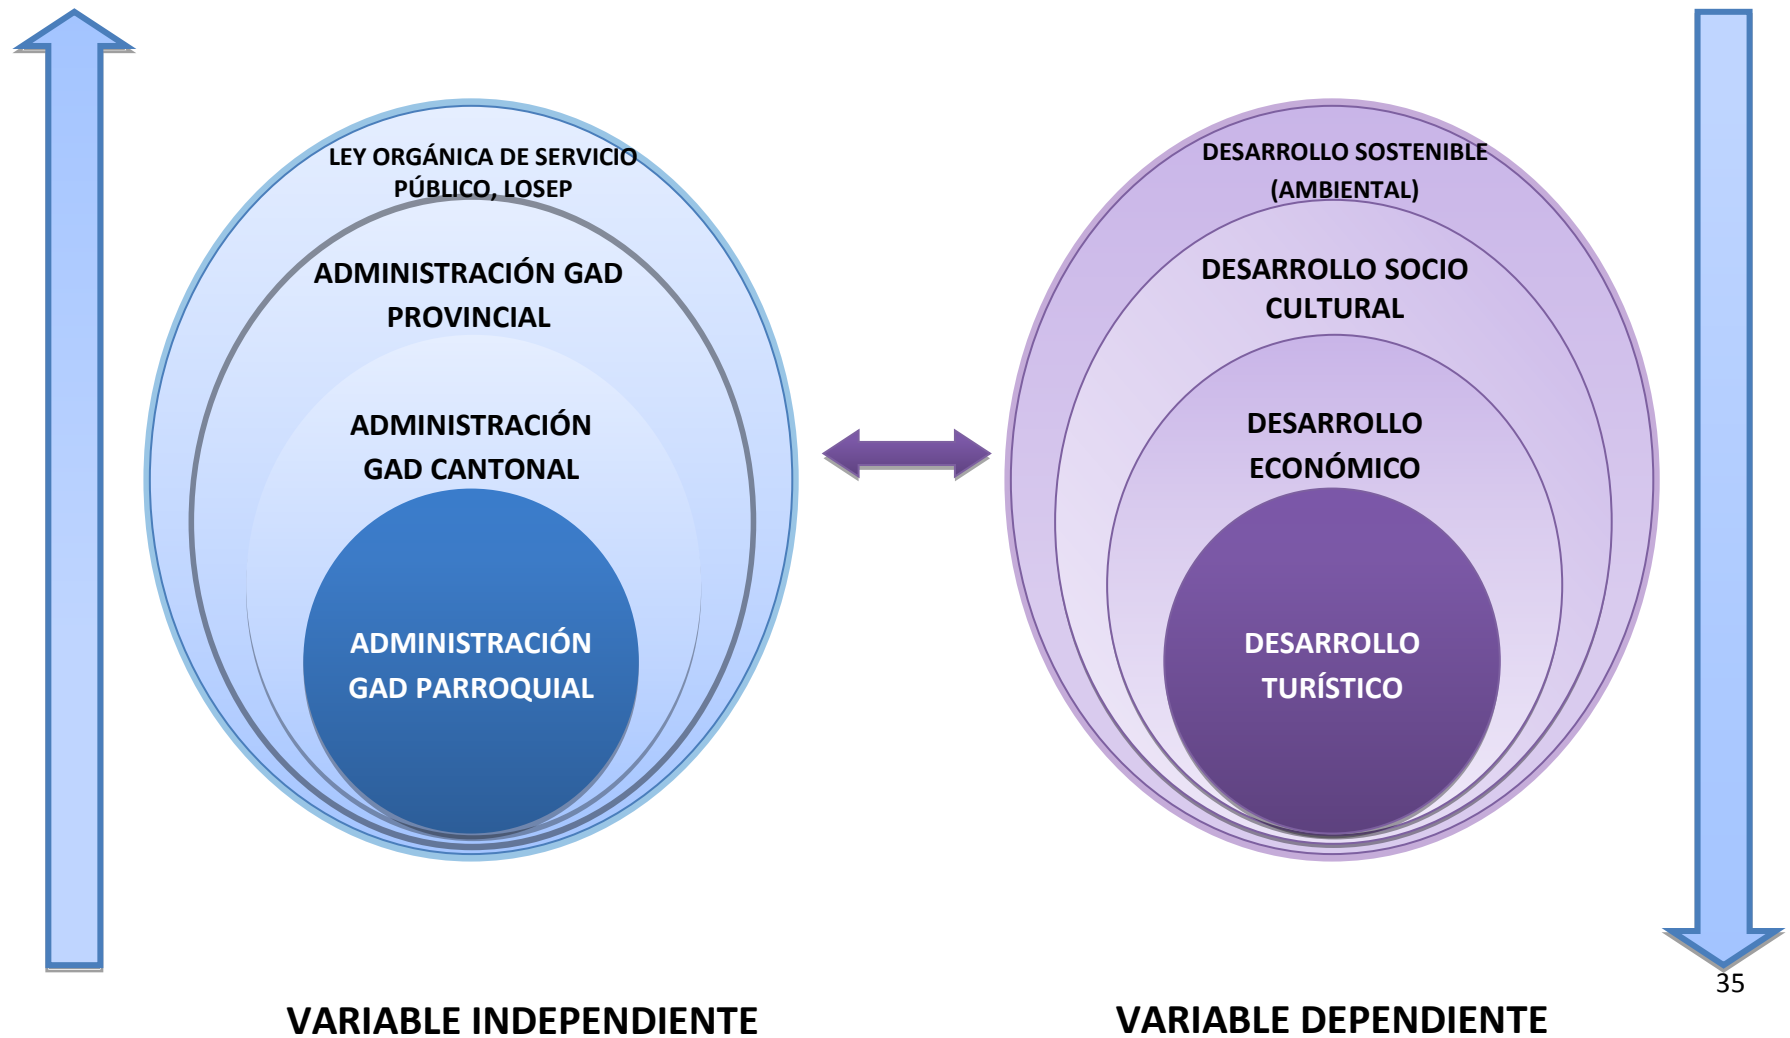 LEY ORGÁNICA DE SERVICIO
PÚBLICO, LOSEP
ADMINISTRACIÓN GAD
PROVINCIAL
ADMINISTRACIÓN
GAD CANTONAL
ADMINISTRACIÓN
GAD PARROQUIAL
DESARROLLO SOSTENIBLE
(AMBIENTAL)
DESARROLLO SOCIO
CULTURAL
DESARROLLO
ECONÓMICO
DESARROLLO
TURÍSTICO
35
VARIABLE INDEPENDIENTE
VARIABLE DEPENDIENTE